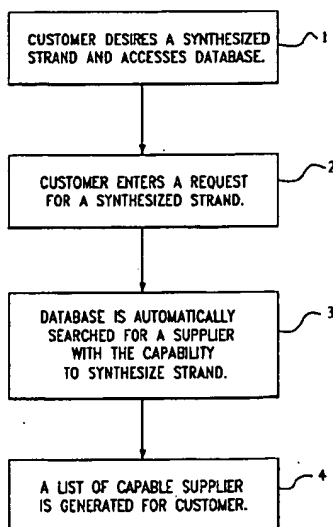 CUSTOMER DESIRES A SYNTHESIZED
STRAND AND ACCESSES DATABASE.
1
CUSTOMER ENTERS A REQUEST
FOR A SYNTHESIZED STRAND.
2
DATABASE IS AUTOMATICALLY
SEARCHED FOR A SUPPLIER
WITH THE CAPABILITY
TO SYNTHESIZE STRAND.
3
A LIST OF CAPABLE SUPPLIER
IS GENERATED FOR CUSTOMER.
4